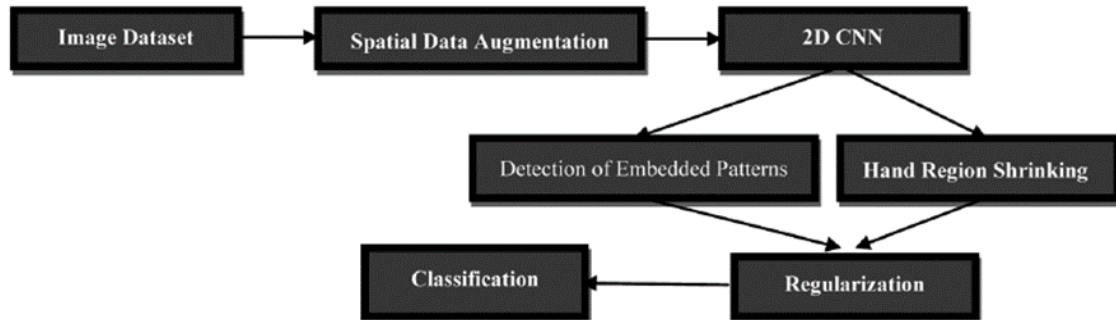 Image Dataset
Spatial Data Augmentation
2D CNN
Detection of Embedded Patterns
Hand Region Shrinking
Classification
Regularization